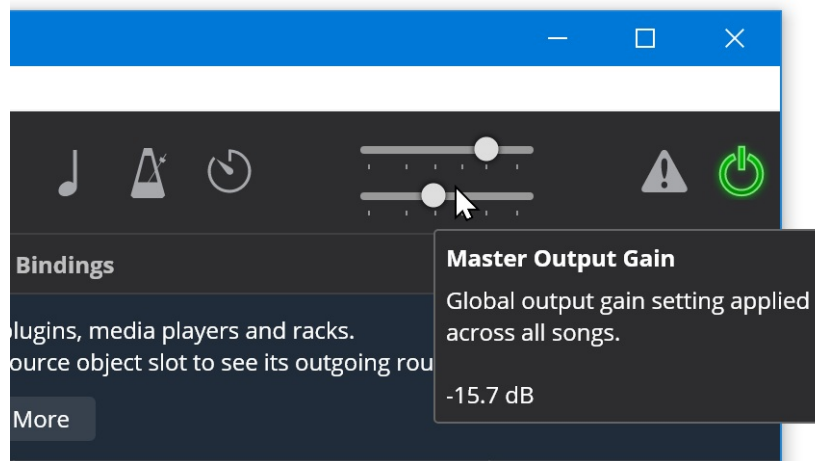 Bindings
plugins, media players and racks.
ource object slot to see its outgoing rou
More
Master Output Gain
Global output gain setting applied
across all songs.
-15.7 dB